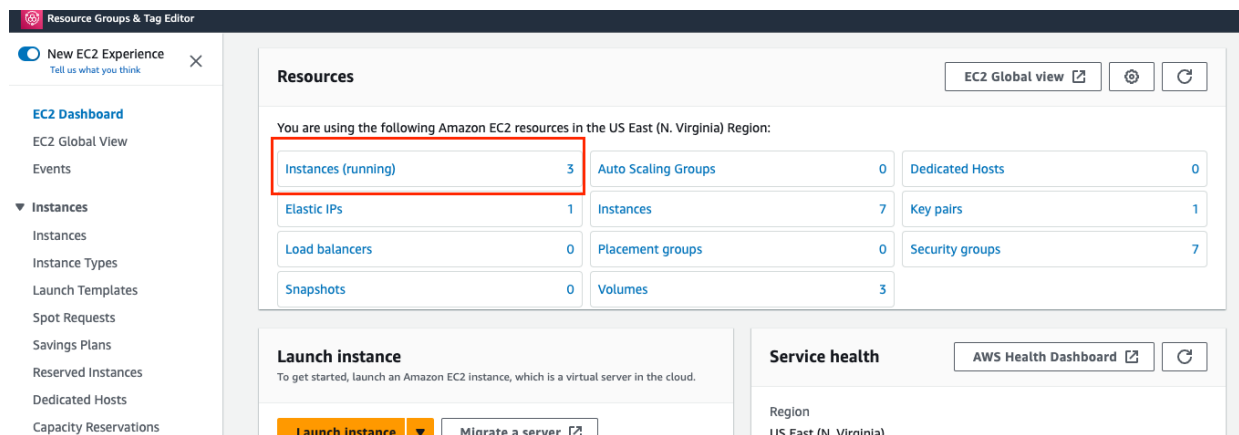 Resource Groups & Tag Editor
New EC2 Experience
Tell us what you think
EC2 Dashboard
EC2 Global View
Events
Instances
Instances
Instance Types
Launch Templates
Spot Requests
Savings Plans
Reserved Instances
Dedicated Hosts
Capacity Reservations
Resources
EC2 Global view
You are using the following Amazon EC2 resources in the US East (N. Virginia) Region:
Instances (running) 3 Auto Scaling Groups 0 Dedicated Hosts 0
Elastic IPs 1 Instances 7 Key pairs 1
Load balancers 0 Placement groups 0 Security groups 7
Snapshots 0 Volumes 3
Launch instance
To get started, launch an Amazon EC2 instance, which is a virtual server in the cloud.
Launch instance Migrate a server
Service health
AWS Health Dashboard
Region
US East (N. Virginia)